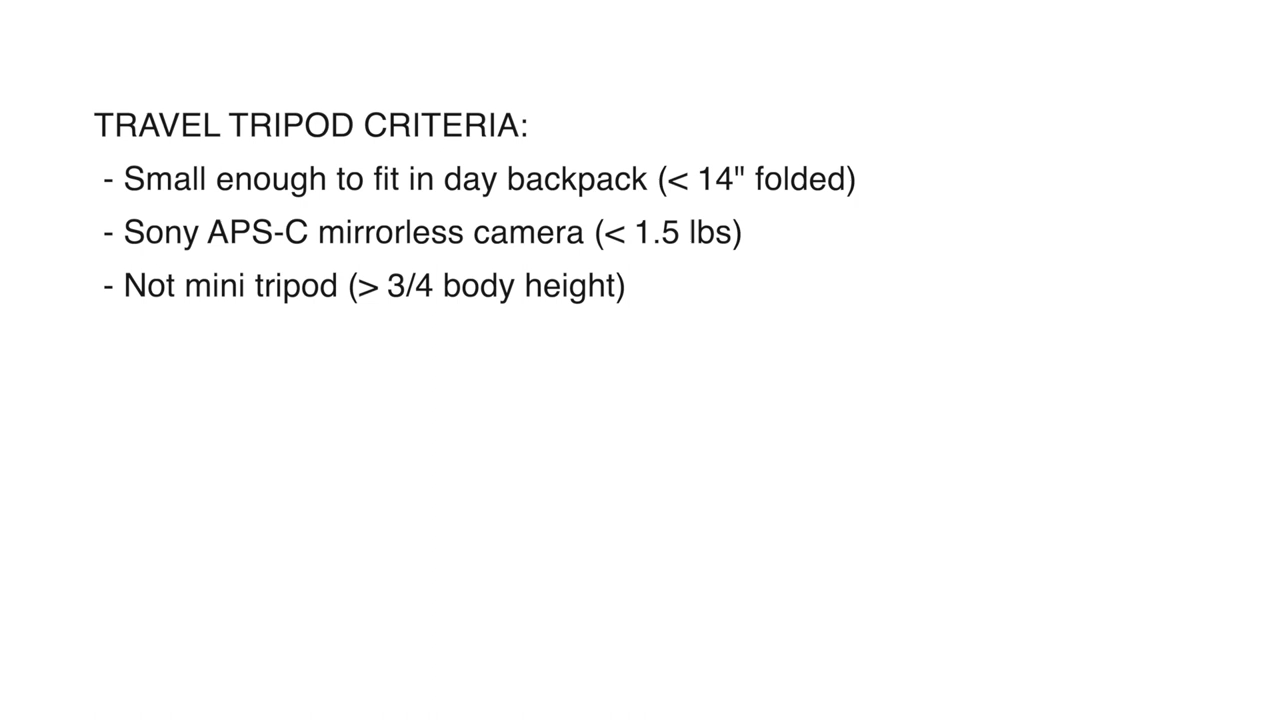 TRAVEL TRIPOD CRITERIA:
- Small enough to fit in day backpack (< 14" folded)
- Sony APS-C mirrorless camera (< 1.5 lbs)
- Not mini tripod (> 3/4 body height)